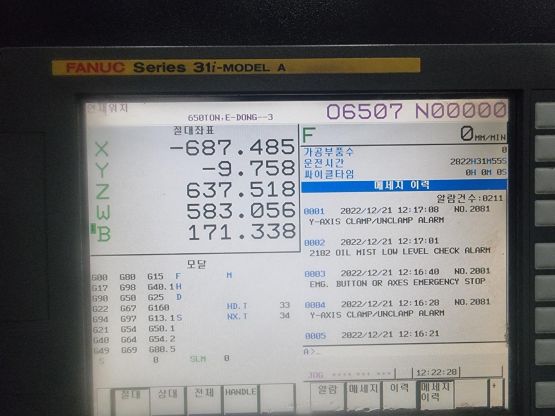 FANUC Series 31i-MODEL A
현재위치
650TON.E-DONG--3
O6507 N00000
절대좌표
X -687.485
Y -9.758
Z 637.518
W 583.056
B 171.338
F 0 MM/MIN
가공부품수 0
운전시간 2822H31M55S
싸이클타임 0H 0M 0S
메세지 이력
알람건수:0211
0001 2022/12/21 12:17:08 NO.2081
Y-AXIS CLAMP/UNCLAMP ALARM
0002 2022/12/21 12:17:01
2182 OIL MIST LOW LEVEL CHECK ALARM
0003 2022/12/21 12:16:40 NO.2081
EMG. BUTTON OR AXES EMERGENCY STOP
0004 2022/12/21 12:16:28 NO.2081
Y-AXIS CLAMP/UNCLAMP ALARM
0005 2022/12/21 12:16:21
모달
G00 G80 G15 F M
G17 G98 G40.1 H
G90 G50 G25 D
G22 G67 G160 HD.T 33
G94 G97 G13.1 S NX.T 34
G21 G54 G50.1
G40 G64 G54.2
G49 G69 G80.5
S 0 SLM 0
A>_
JOG **** *** *** 12:22:28
절대 상대 전체 HANDLE
알람 메세지 이력 메세지 이력 +